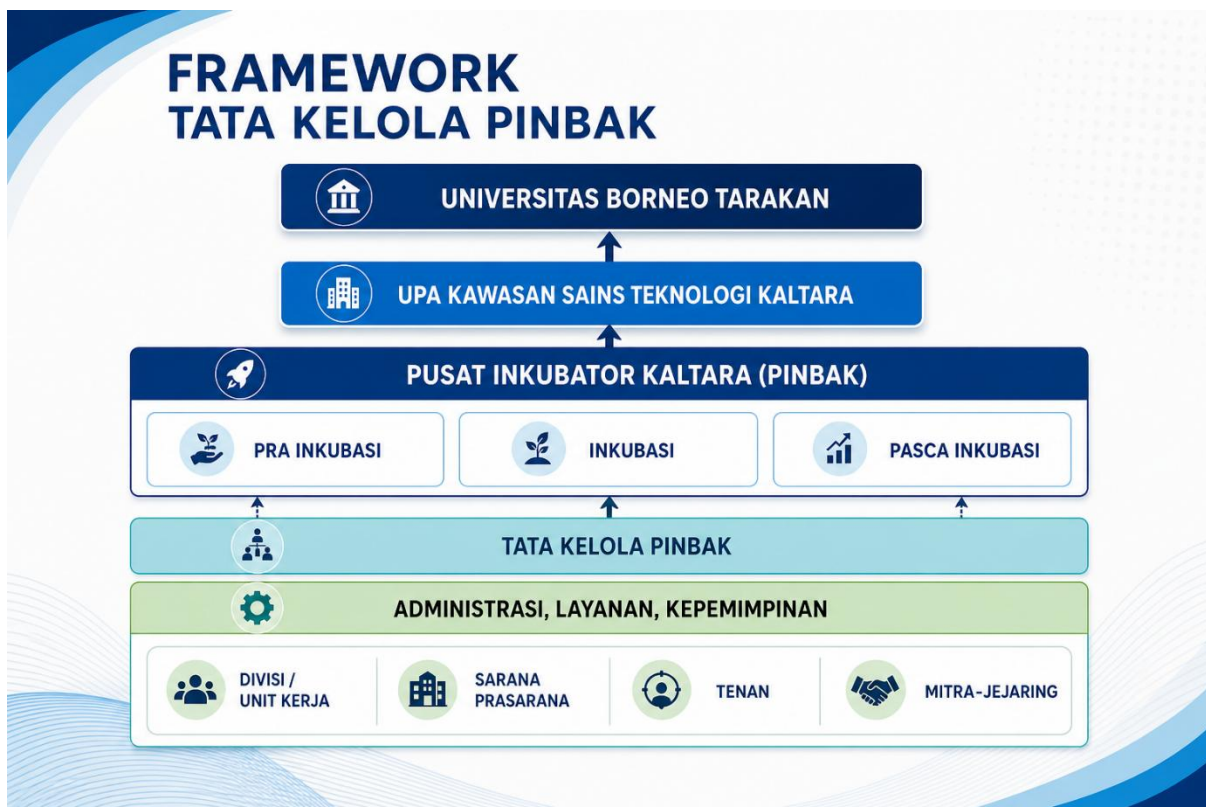 FRAMEWORK
TATA KELOLA PINBAK
UNIVERSITAS BORNEO TARAKAN
UPA KAWASAN SAINS TEKNOLOGI KALTARA
PUSAT INKUBATOR KALTARA (PINBAK)
PRA INKUBASI
INKUBASI
PASCA INKUBASI
TATA KELOLA PINBAK
ADMINISTRASI, LAYANAN, KEPEMIMPINAN
DIVISI /
UNIT KERJA
SARANA
PRASARANA
TENAN
MITRA-JEJARING